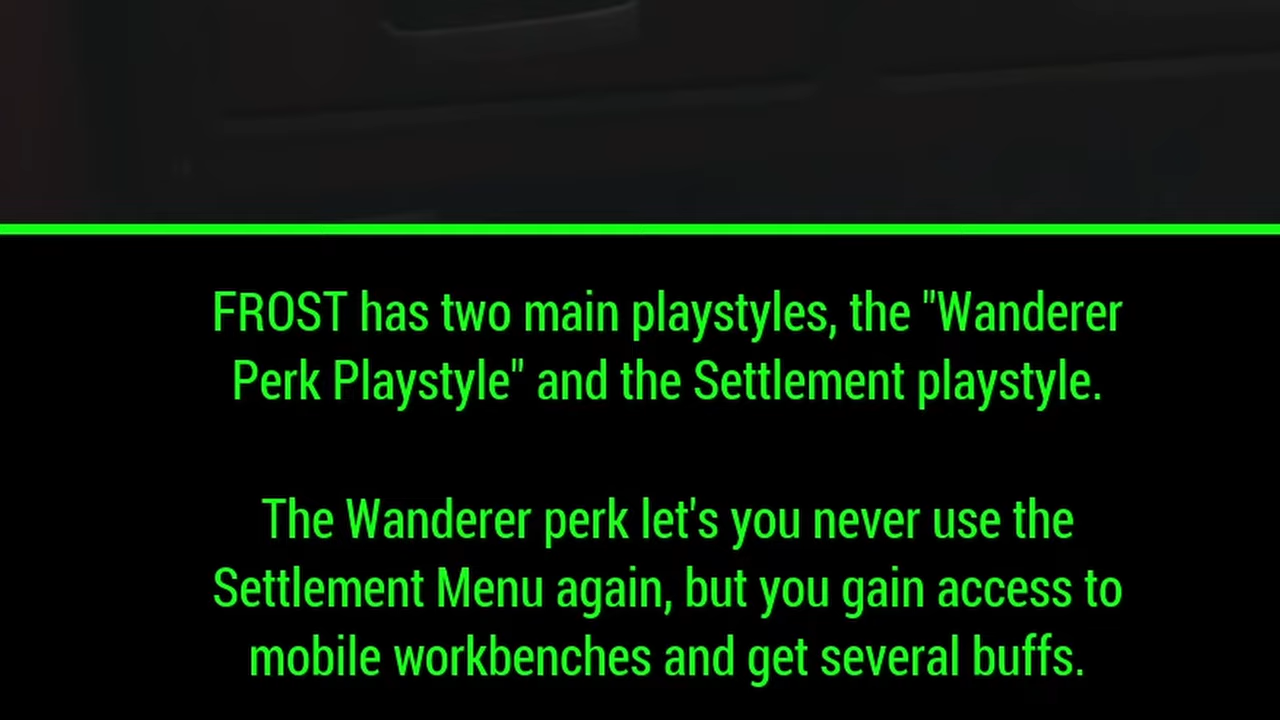 FROST has two main playstyles, the "Wanderer
Perk Playstyle" and the Settlement playstyle.
The Wanderer perk let's you never use the
Settlement Menu again, but you gain access to
mobile workbenches and get several buffs.